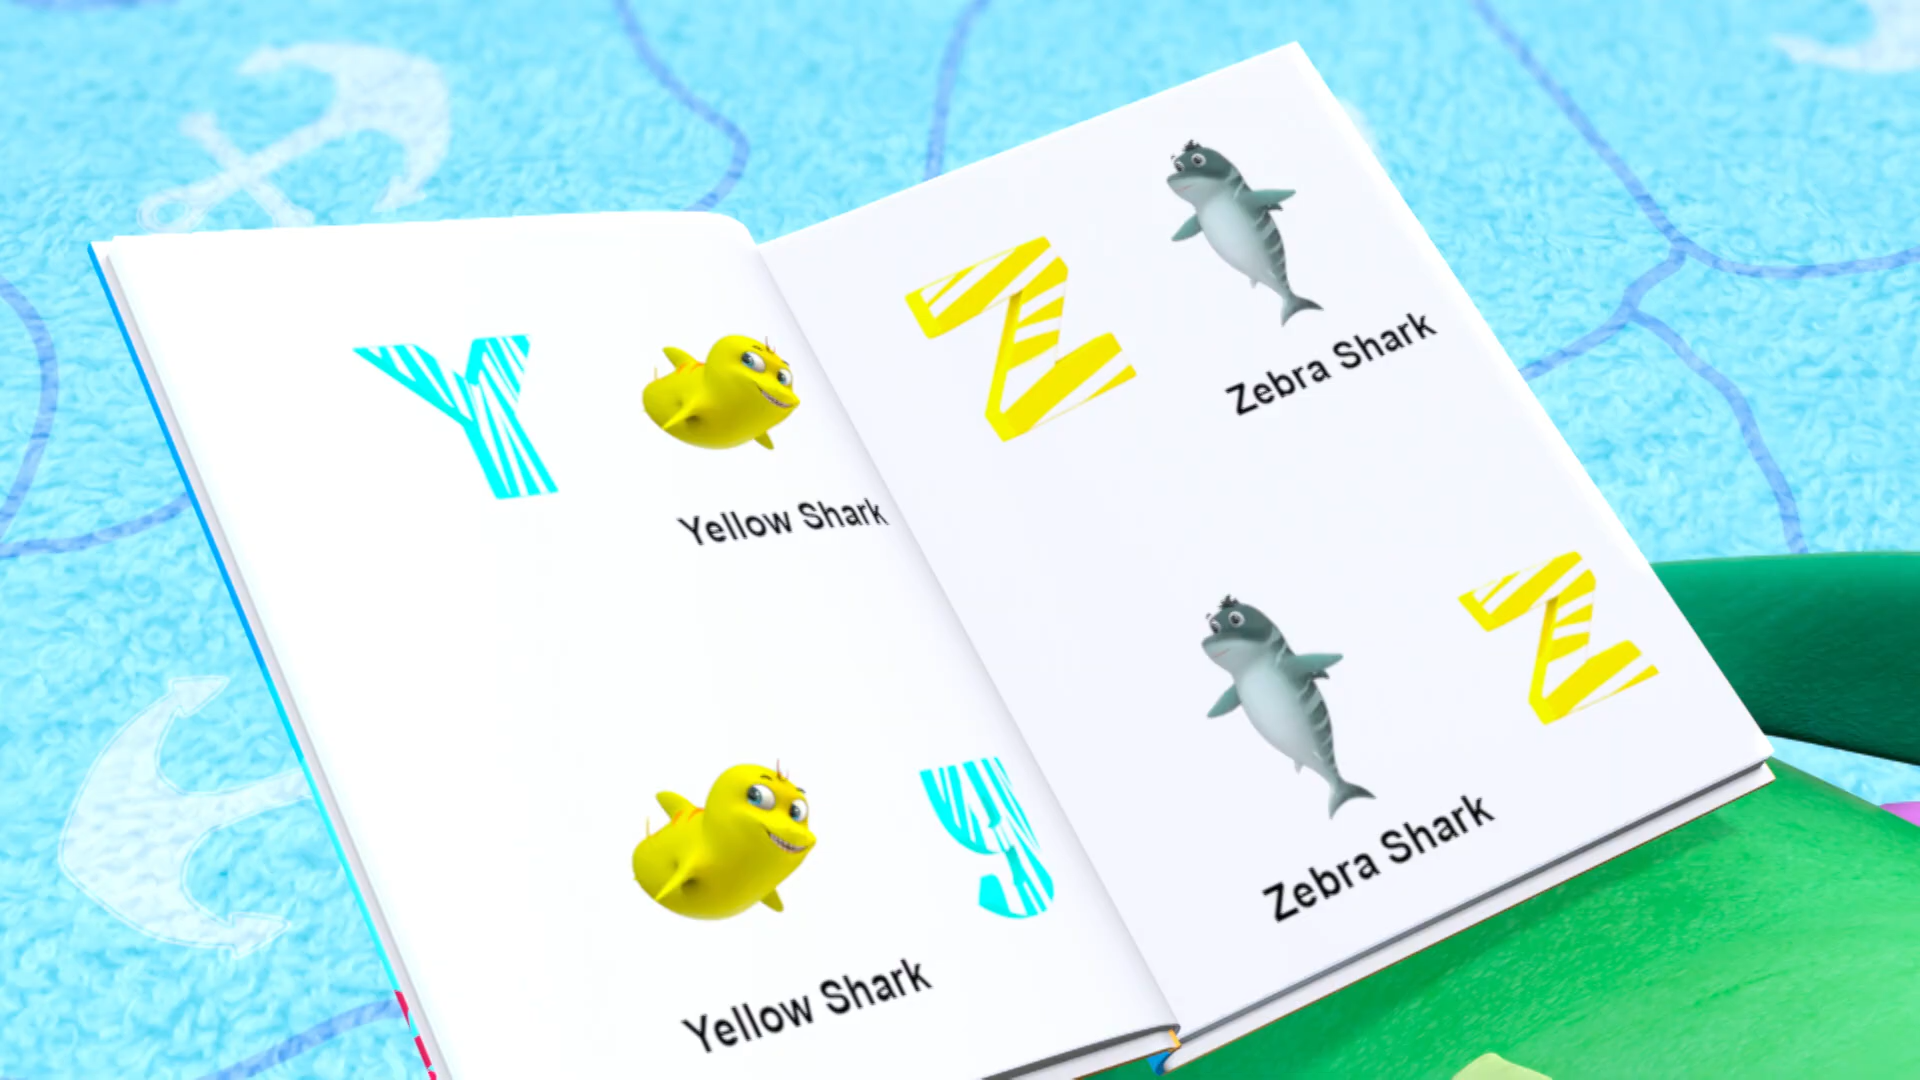 Y
Yellow Shark
y
Yellow Shark
Z
Zebra Shark
z
Zebra Shark